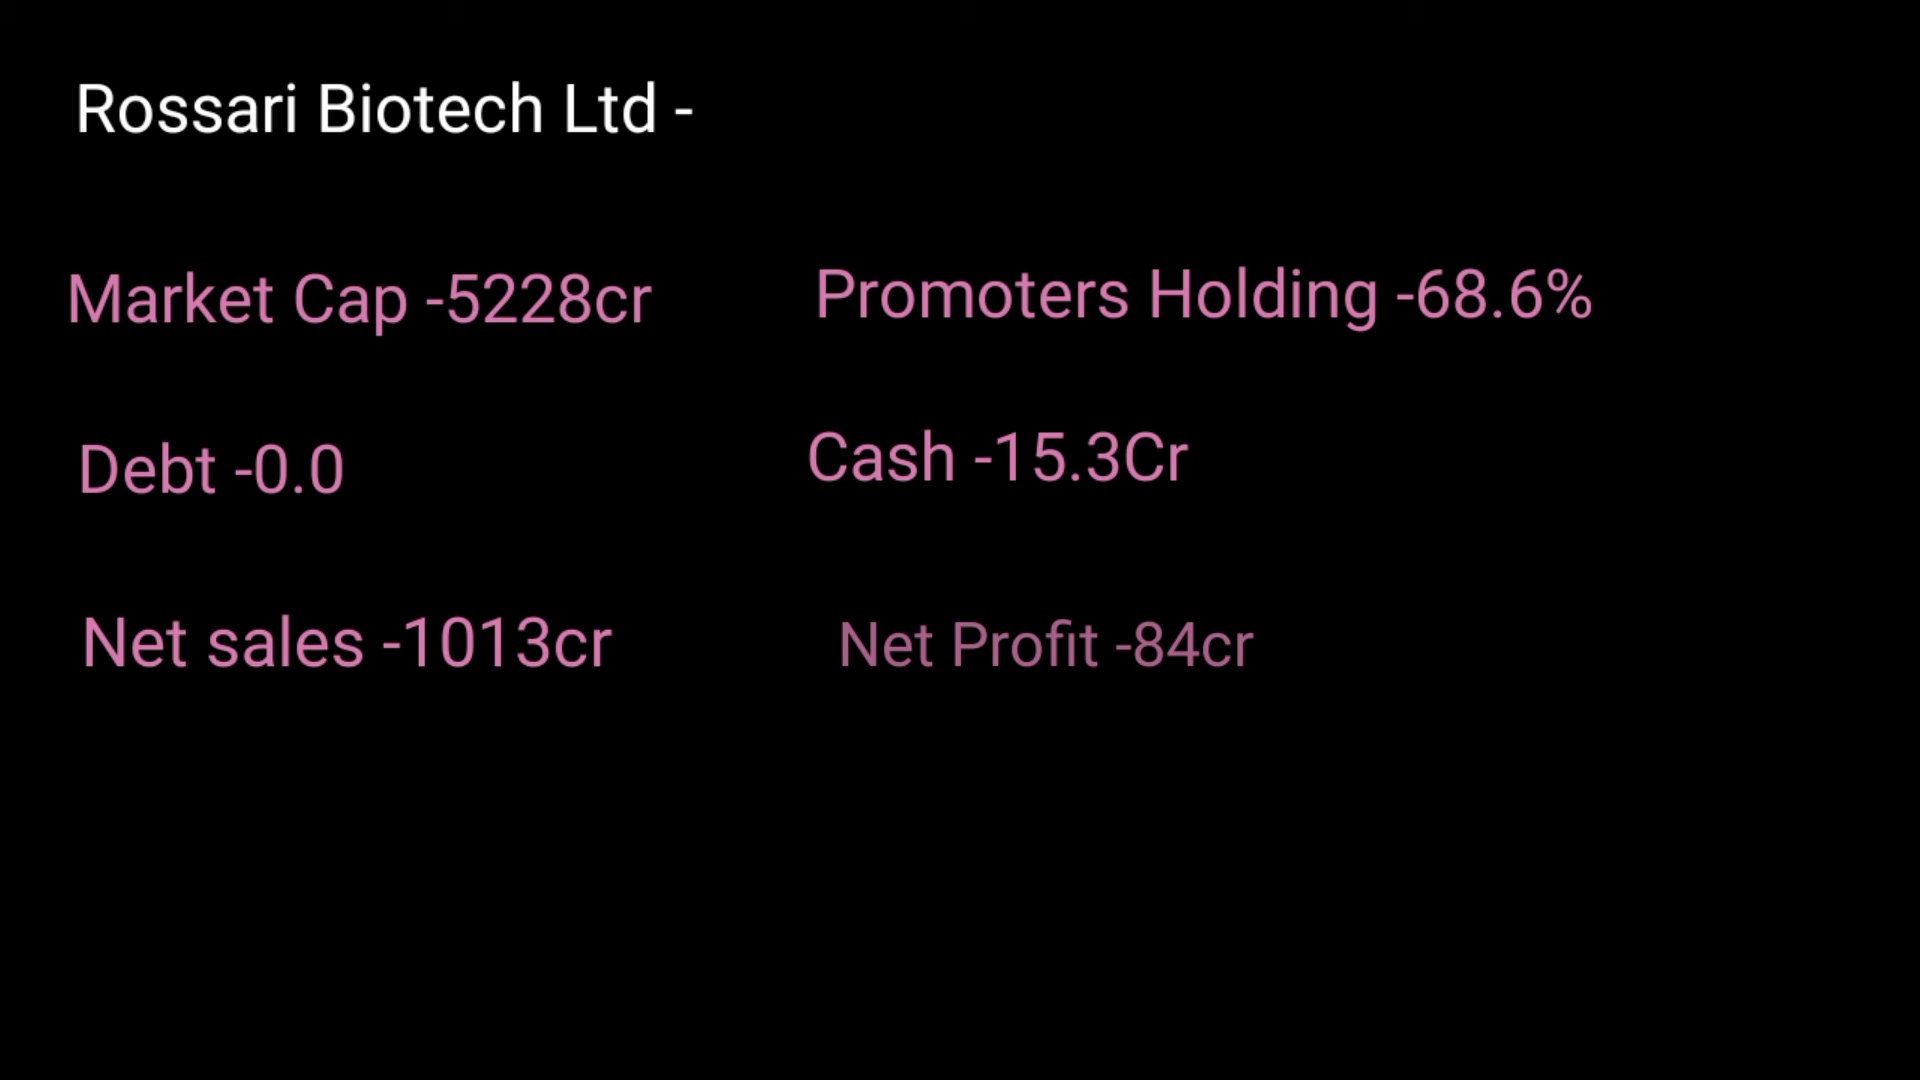 Rossari Biotech Ltd -
Market Cap -5228cr
Promoters Holding -68.6%
Debt -0.0
Cash -15.3Cr
Net sales -1013cr
Net Profit -84cr